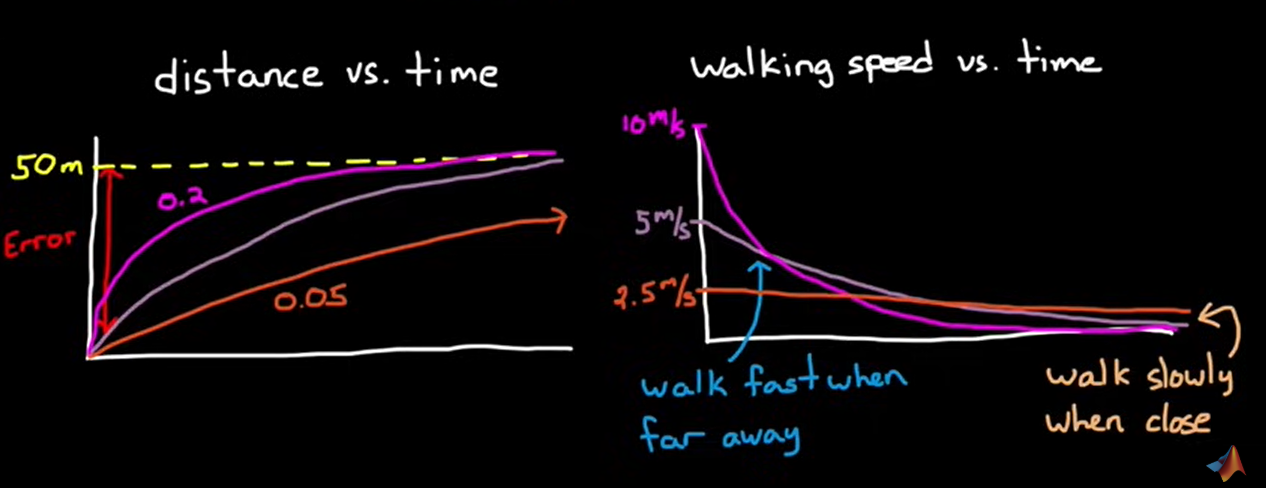 distance vs. time
50m
0.2
Error
0.05
walking speed vs. time
10m/s
5m/s
2.5m/s
walk fast when
far away
walk slowly
when close